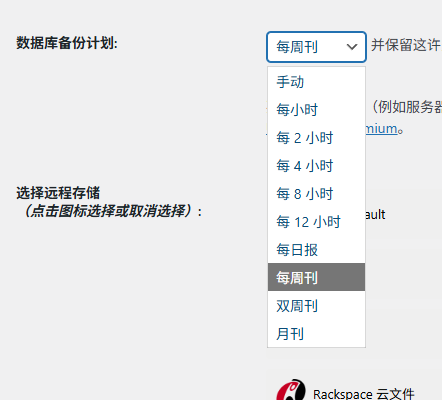 数据库备份计划:
每周刊
并保留这许
手动
每小时
（例如服务器
每 2 小时
mium。
每 4 小时
每 8 小时
选择远程存储
（点击图标选择或取消选择）:
每 12 小时
ault
每日报
每周刊
双周刊
月刊
Rackspace 云文件